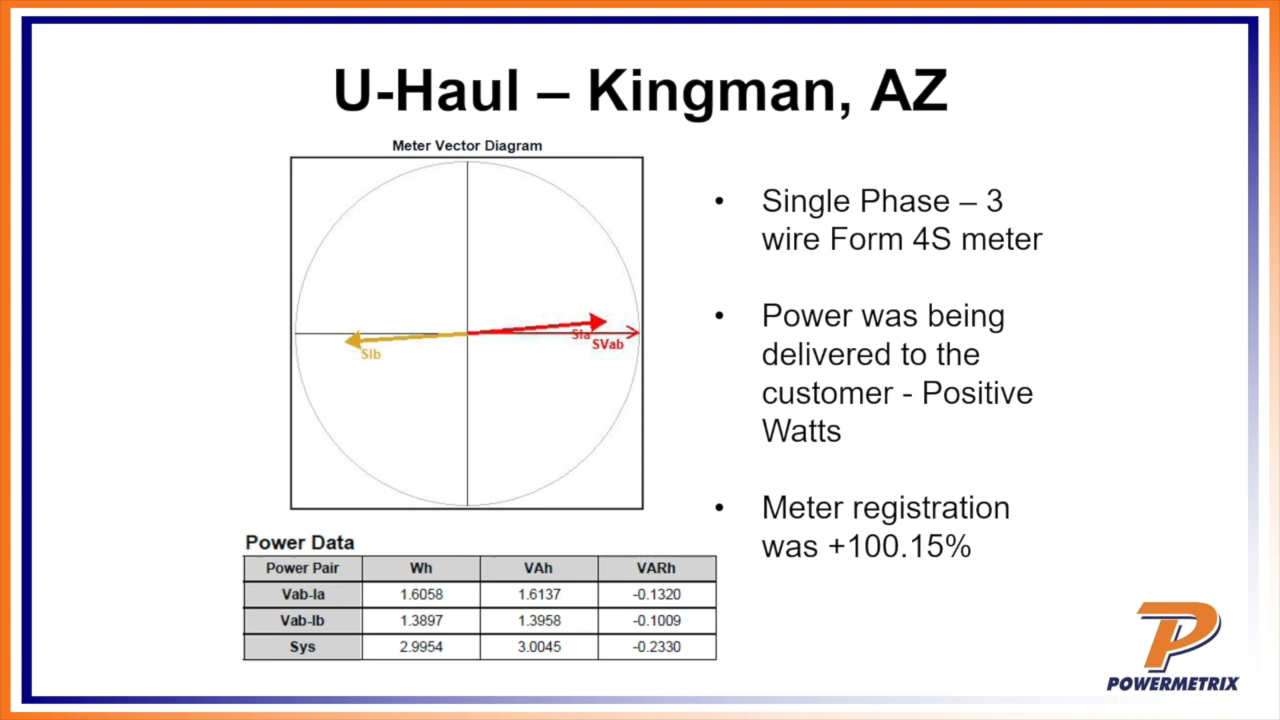 U-Haul – Kingman, AZ
Meter Vector Diagram
SIa
SVab
SIb
• Single Phase – 3
wire Form 4S meter
• Power was being
delivered to the
customer - Positive
Watts
• Meter registration
was +100.15%
Power Data
Power Pair Wh VAh VARh
Vab-Ia 1.6058 1.6137 -0.1320
Vab-Ib 1.3897 1.3958 -0.1009
Sys 2.9954 3.0045 -0.2330
POWERMETRIX